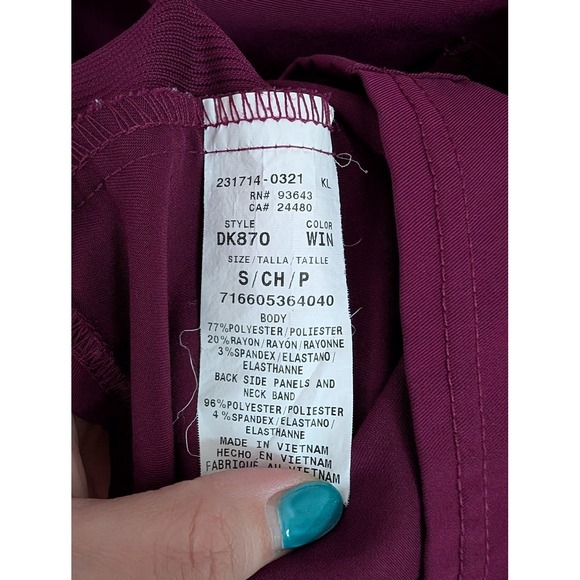 231714-0321 KL
RN# 93643
CA# 24480
STYLE COLOR
DK870 WIN
SIZE/TALLA/TAILLE
S/CH/P
716605364040
BODY
77%POLYESTER/POLIESTER
20%RAYON/RAYÓN/RAYONNE
3%SPANDEX/ELASTANO/
ELASTHANNE
BACK SIDE PANELS AND
NECK BAND
96%POLYESTER/POLIESTER
4%SPANDEX/ELASTANO/
ELASTHANNE
MADE IN VIETNAM
HECHO EN VIETNAM
FABRIQUÉ AU VIETNAM